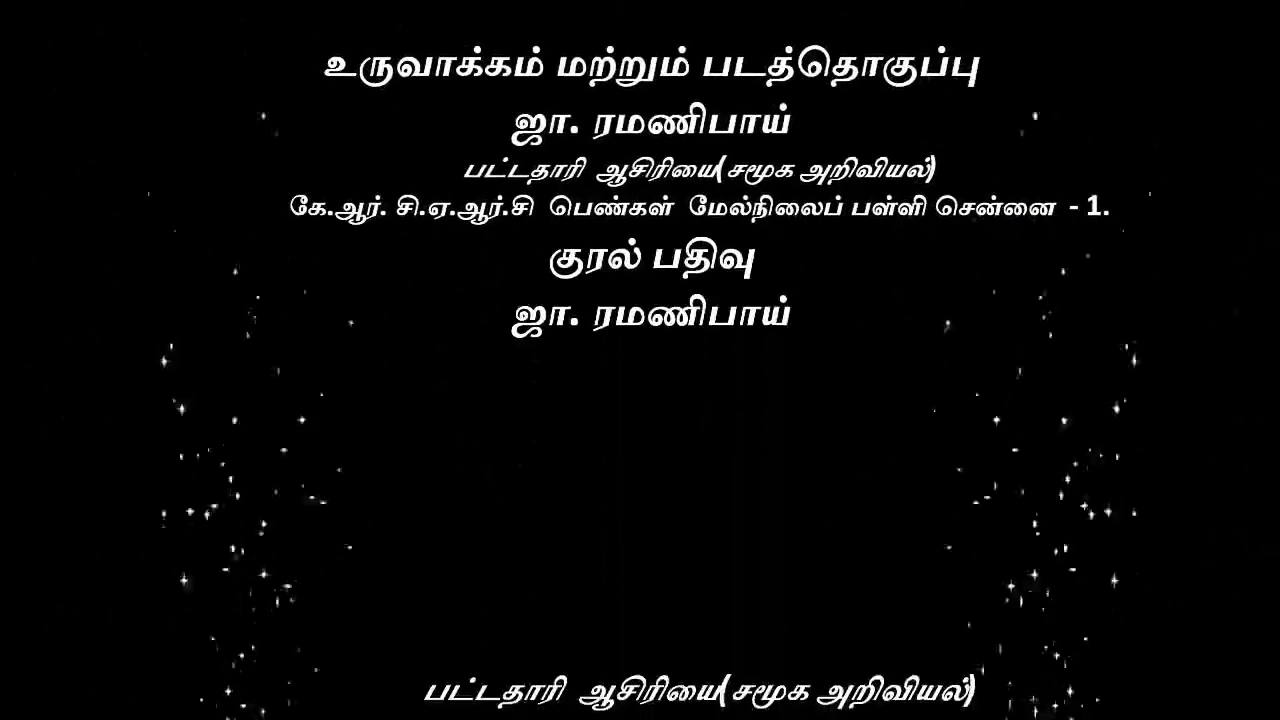 உருவாக்கம் மற்றும் படத்தொகுப்பு
ஜா. ரமணிபாய்
பட்டதாரி ஆசிரியை(சமூக அறிவியல்)
கே.ஆர். சி.ஏ.ஆர்.சி பெண்கள் மேல்நிலைப் பள்ளி சென்னை - 1.
குரல் பதிவு
ஜா. ரமணிபாய்
பட்டதாரி ஆசிரியை(சமூக அறிவியல்)